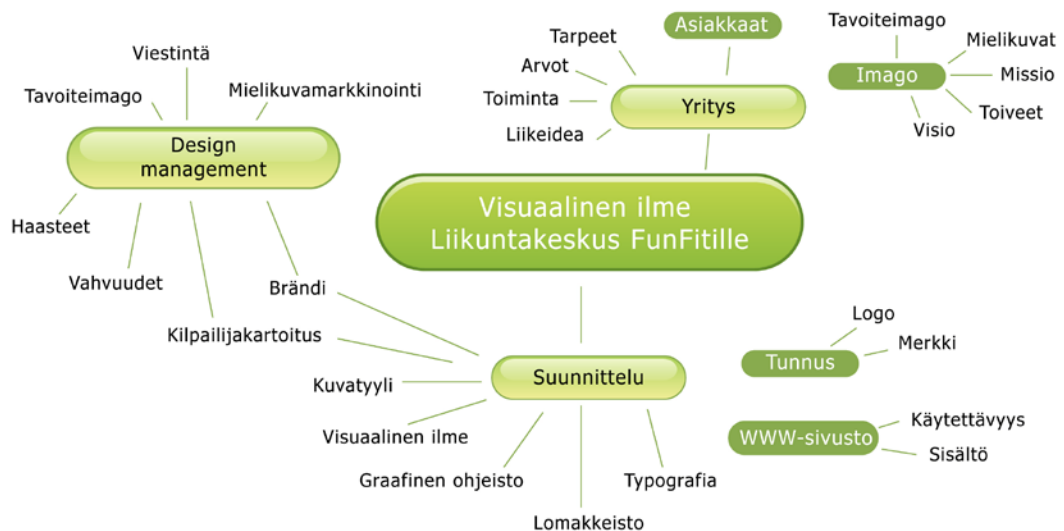 Viestintä
Tavoiteimago
Mielikuvamarkkinointi
Design
management
Haasteet
Vahvuudet
Brändi
Kilpailijakartoitus
Asiakkaat
Tarpeet
Arvot
Toiminta
Liikeidea
Yritys
Tavoiteimago
Mielikuvat
Imago
Missio
Toiveet
Visio
Visuaalinen ilme
Liikuntakeskus FunFitille
Suunnittelu
Kuvatyyli
Visuaalinen ilme
Graafinen ohjeisto
Lomakkeisto
Typografia
Logo
Merkki
Tunnus
WWW-sivusto
Käytettävyys
Sisältö